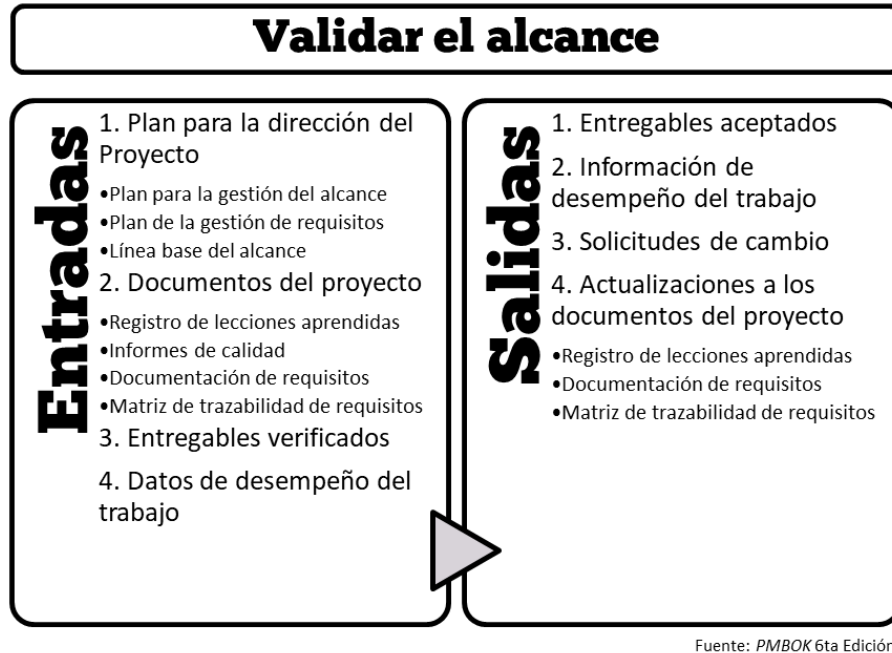 Validar el alcance
Entradas
1. Plan para la dirección del
Proyecto
•Plan para la gestión del alcance
•Plan de la gestión de requisitos
•Línea base del alcance
2. Documentos del proyecto
•Registro de lecciones aprendidas
•Informes de calidad
•Documentación de requisitos
•Matriz de trazabilidad de requisitos
3. Entregables verificados
4. Datos de desempeño del
trabajo
Salidas
1. Entregables aceptados
2. Información de
desempeño del trabajo
3. Solicitudes de cambio
4. Actualizaciones a los
documentos del proyecto
•Registro de lecciones aprendidas
•Documentación de requisitos
•Matriz de trazabilidad de requisitos
Fuente: PMBOK 6ta Edición